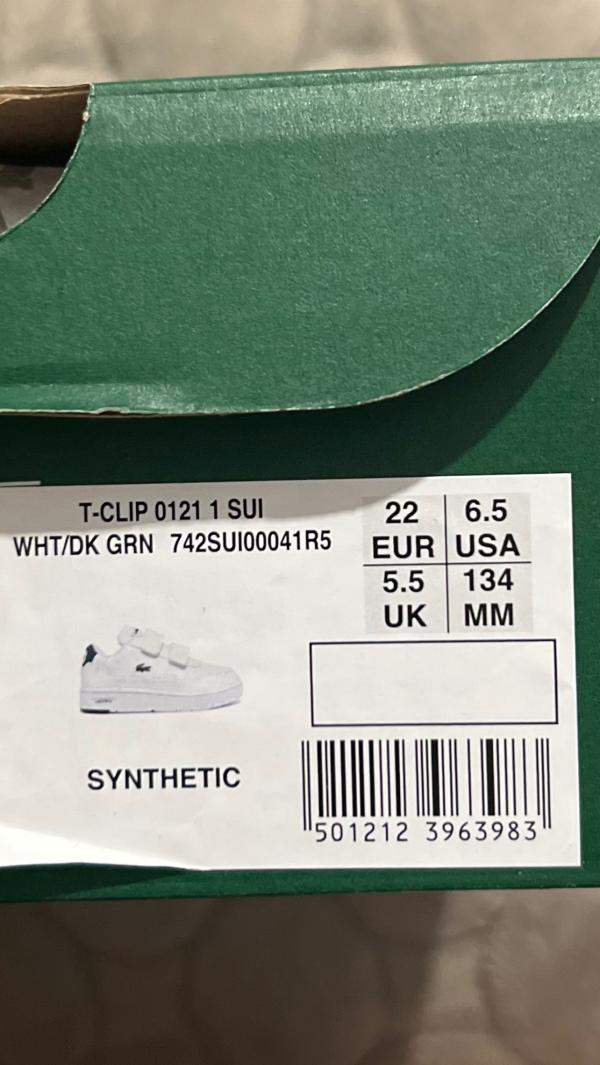 T-CLIP 0121 1 SUI
WHT/DK GRN 742SUI00041R5
22 6.5
EUR USA
5.5 134
UK MM
SYNTHETIC
501212 3963983